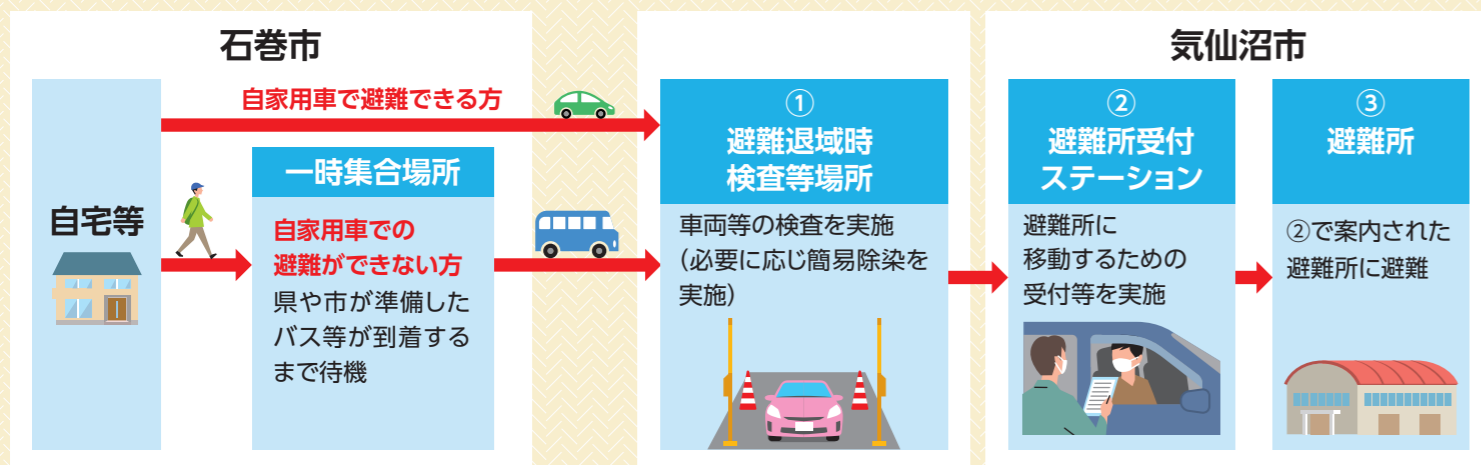 石巻市
自宅等
自家用車で避難できる方
一時集合場所
自家用車での
避難ができない方
県や市が準備した
バス等が到着する
まで待機
①
避難退域時
検査等場所
車両等の検査を実施
（必要に応じ簡易除染を
実施）
気仙沼市
②
避難所受付
ステーション
避難所に
移動するための
受付等を実施
③
避難所
②で案内された
避難所に避難